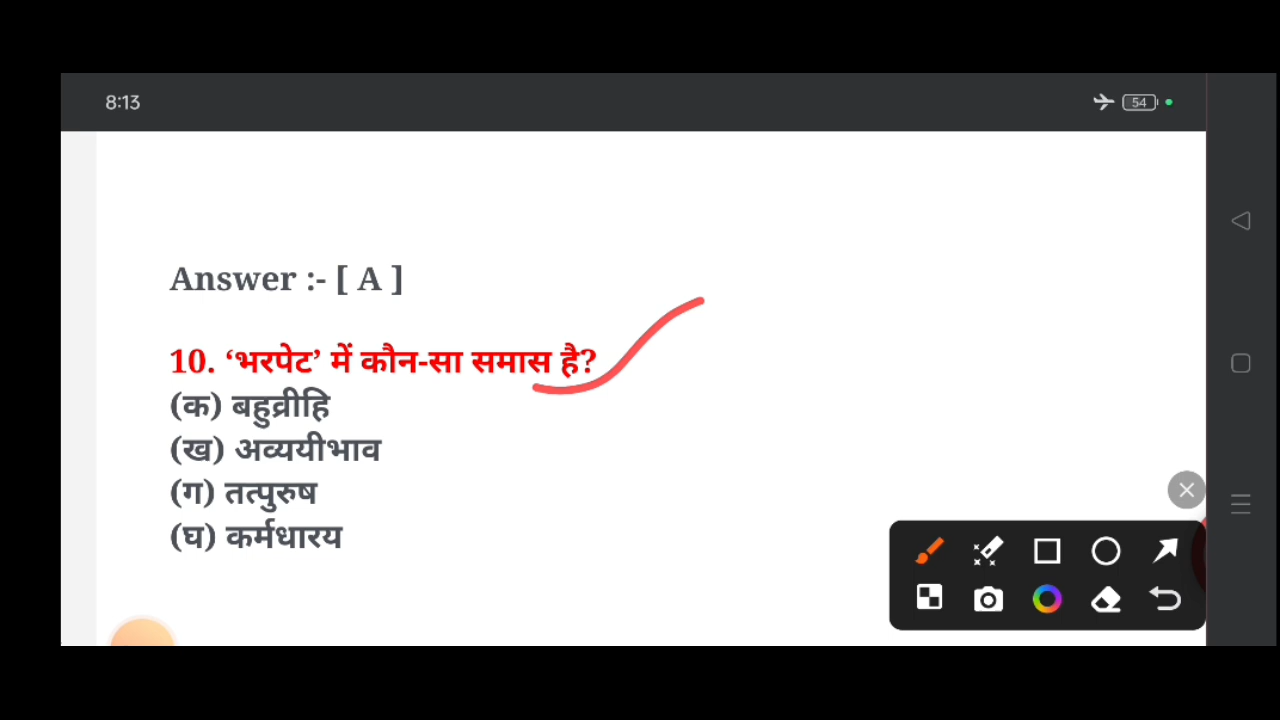 8:13
54
Answer :- [ A ]
10. ‘भरपेट’ में कौन-सा समास है?
(क) बहुव्रीहि
(ख) अव्ययीभाव
(ग) तत्पुरुष
(घ) कर्मधारय